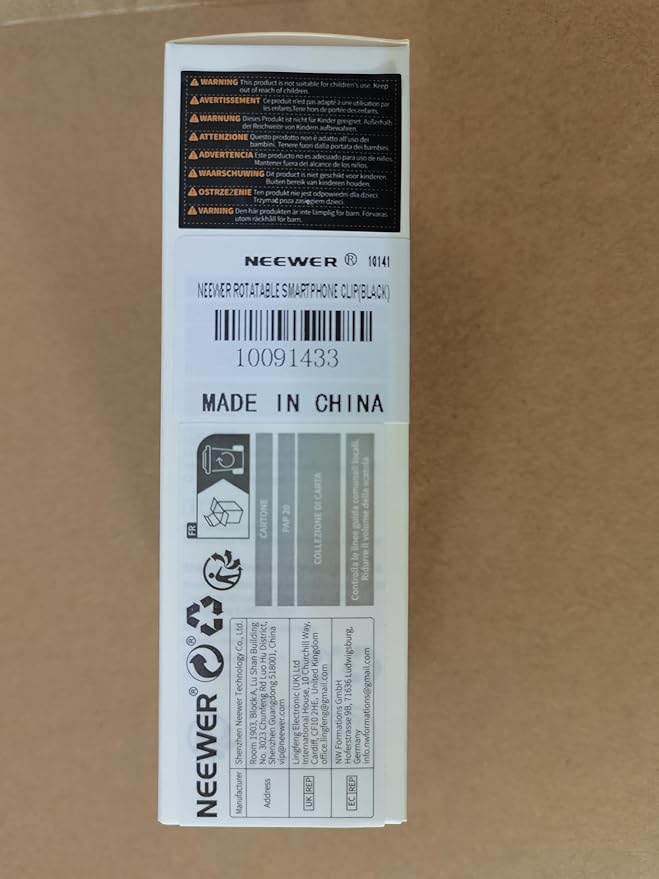 WARNING This product is not suitable for children's use. Keep
out of reach of children.
AVERTISSEMENT Ce produit n'est pas adapté à une utilisation par
les enfants.Tenir hors de portée des enfants.
WARNUNG Dieses Produkt ist nicht für Kinder geeignet. Außerhalb
der Reichweite von Kindern aufbewahren.
ATTENZIONE Questo prodotto non è adatto all'uso dei
bambini. Tenere fuori dalla portata dei bambini.
ADVERTENCIA Este producto no es adecuado para uso de niños.
Mantener fuera del alcance de los niños.
WAARSCHUWING Dit product is niet geschikt voor kinderen.
Buiten bereik van kinderen houden.
OSTRZEŻENIE Ten produkt nie jest odpowiedni dla dzieci.
Trzymać poza zasięgiem dzieci.
VARNING Den här produkten är inte lämplig för barn. Förvaras
utom räckhåll för barn.
NEEWER ® 10141
NEEWER ROTATABLE SMARTPHONE CLIP(BLACK)
10091433
MADE IN CHINA
FR
CARTONE
PAP 20
COLLEZIONE DI CARTA
Controlla le linee guida comunali locali.
Ridurre il volume della scatola
NEEWER®
Manufacturer Shenzhen Neewer Technology Co., Ltd.
Address Room 1903, Block A, Lu Shan Building
No. 3023 Chunfeng Rd Luo Hu District,
Shenzhen Guangdong 518001, China
vip@neewer.com
UK REP Lingfeng Electronic (UK) Ltd
International House, 10 Churchill Way,
Cardiff, CF10 2HE, United Kingdom
office.lingfeng@gmail.com
EC REP NW Formations GmbH
Hoferstrasse 9B, 71636 Ludwigsburg,
Germany
info.nwformations@gmail.com